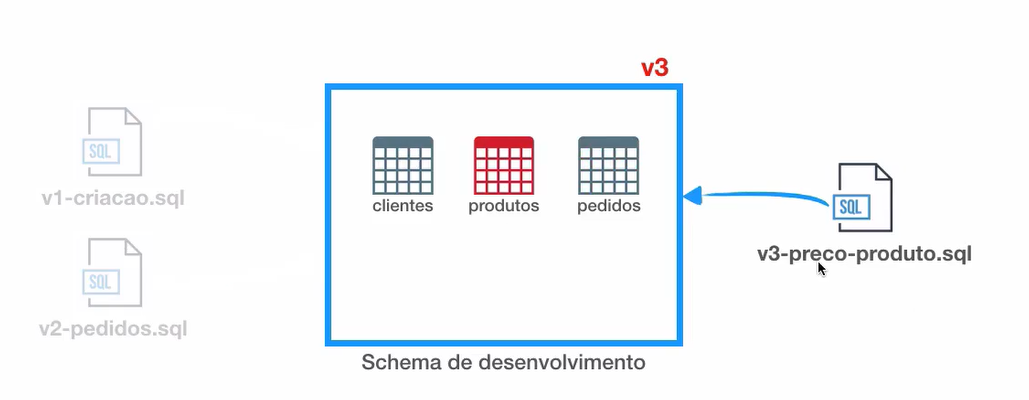 v3
SQL
v1-criacao.sql
clientes
produtos
pedidos
SQL
v3-preco-produto.sql
SQL
v2-pedidos.sql
Schema de desenvolvimento